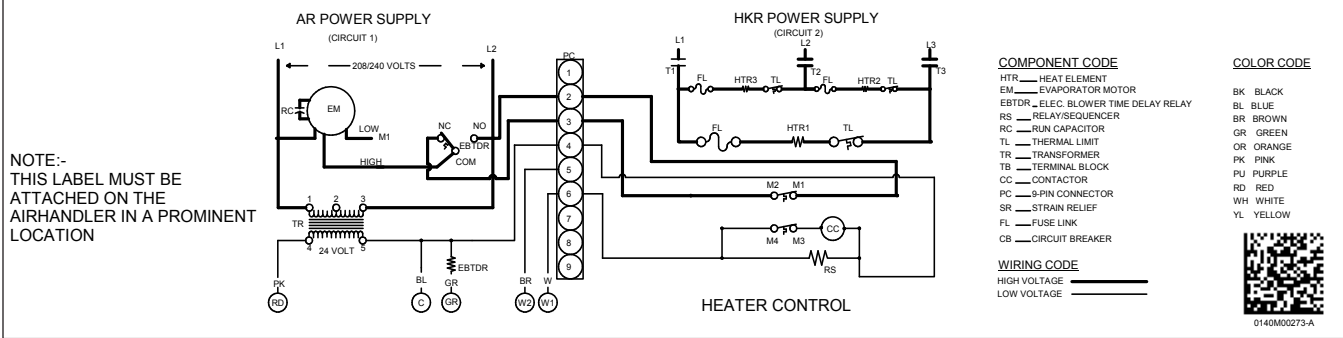 AR POWER SUPPLY
(CIRCUIT 1)
L1
L2
208/240 VOLTS
RC
EM
LOW
M1
HIGH
NC
NO
EBTDR
COM
1
2
3
TR
4
24 VOLT
5
PK
RD
BL
C
EBTDR
GR
GR
BR
W2
W
W1
PC
1
2
3
4
5
6
7
8
9
NOTE:-
THIS LABEL MUST BE
ATTACHED ON THE
AIRHANDLER IN A PROMINENT
LOCATION
HKR POWER SUPPLY
(CIRCUIT 2)
L1
L2
L3
T1
T2
T3
FL
HTR3
TL
FL
HTR2
TL
FL
HTR1
TL
M2
M1
M4
M3
CC
RS
HEATER CONTROL
COMPONENT CODE
HTR HEAT ELEMENT
EM EVAPORATOR MOTOR
EBTDR ELEC. BLOWER TIME DELAY RELAY
RS RELAY/SEQUENCER
RC RUN CAPACITOR
TL THERMAL LIMIT
TR TRANSFORMER
TB TERMINAL BLOCK
CC CONTACTOR
PC 9-PIN CONNECTOR
SR STRAIN RELIEF
FL FUSE LINK
CB CIRCUIT BREAKER
WIRING CODE
HIGH VOLTAGE
LOW VOLTAGE
COLOR CODE
BK BLACK
BL BLUE
BR BROWN
GR GREEN
OR ORANGE
PK PINK
PU PURPLE
RD RED
WH WHITE
YL YELLOW
0140M00273-A